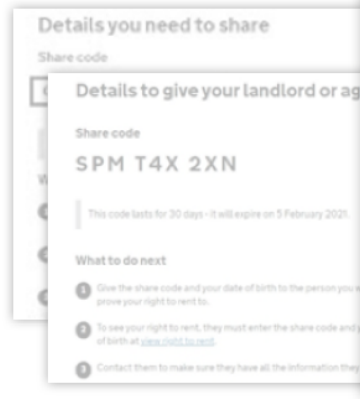 Details you need to share
Share code
Details to give your landlord or ag
Share code
SPM T4X 2XN
This code lasts for 30 days - it will expire on 5 February 2021.
What to do next
1 Give the share code and your date of birth to the person you w
prove your right to rent to.
2 To see your right to rent, they must enter the share code and y
of birth at view right to rent.
3 Contact them to make sure they have all the information they